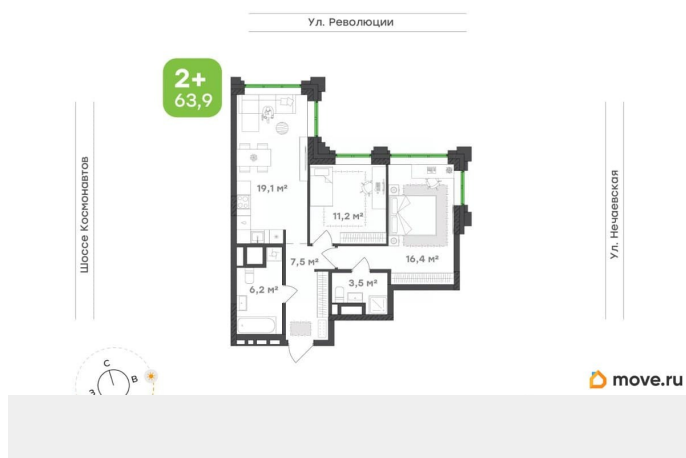 Ул. Революции
2+
63,9
Шоссе Космонавтов
Ул. Нечаевская
19,1 м²
11,2 м²
16,4 м²
7,5 м²
6,2 м²
3,5 м²
С
В
З
move.ru